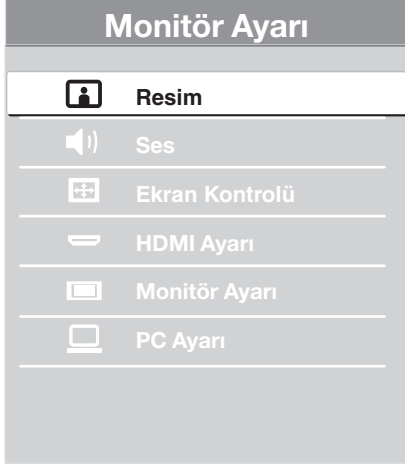 Monitör Ayarı
Resim
Ses
Ekran Kontrolü
HDMI Ayarı
Monitör Ayarı
PC Ayarı